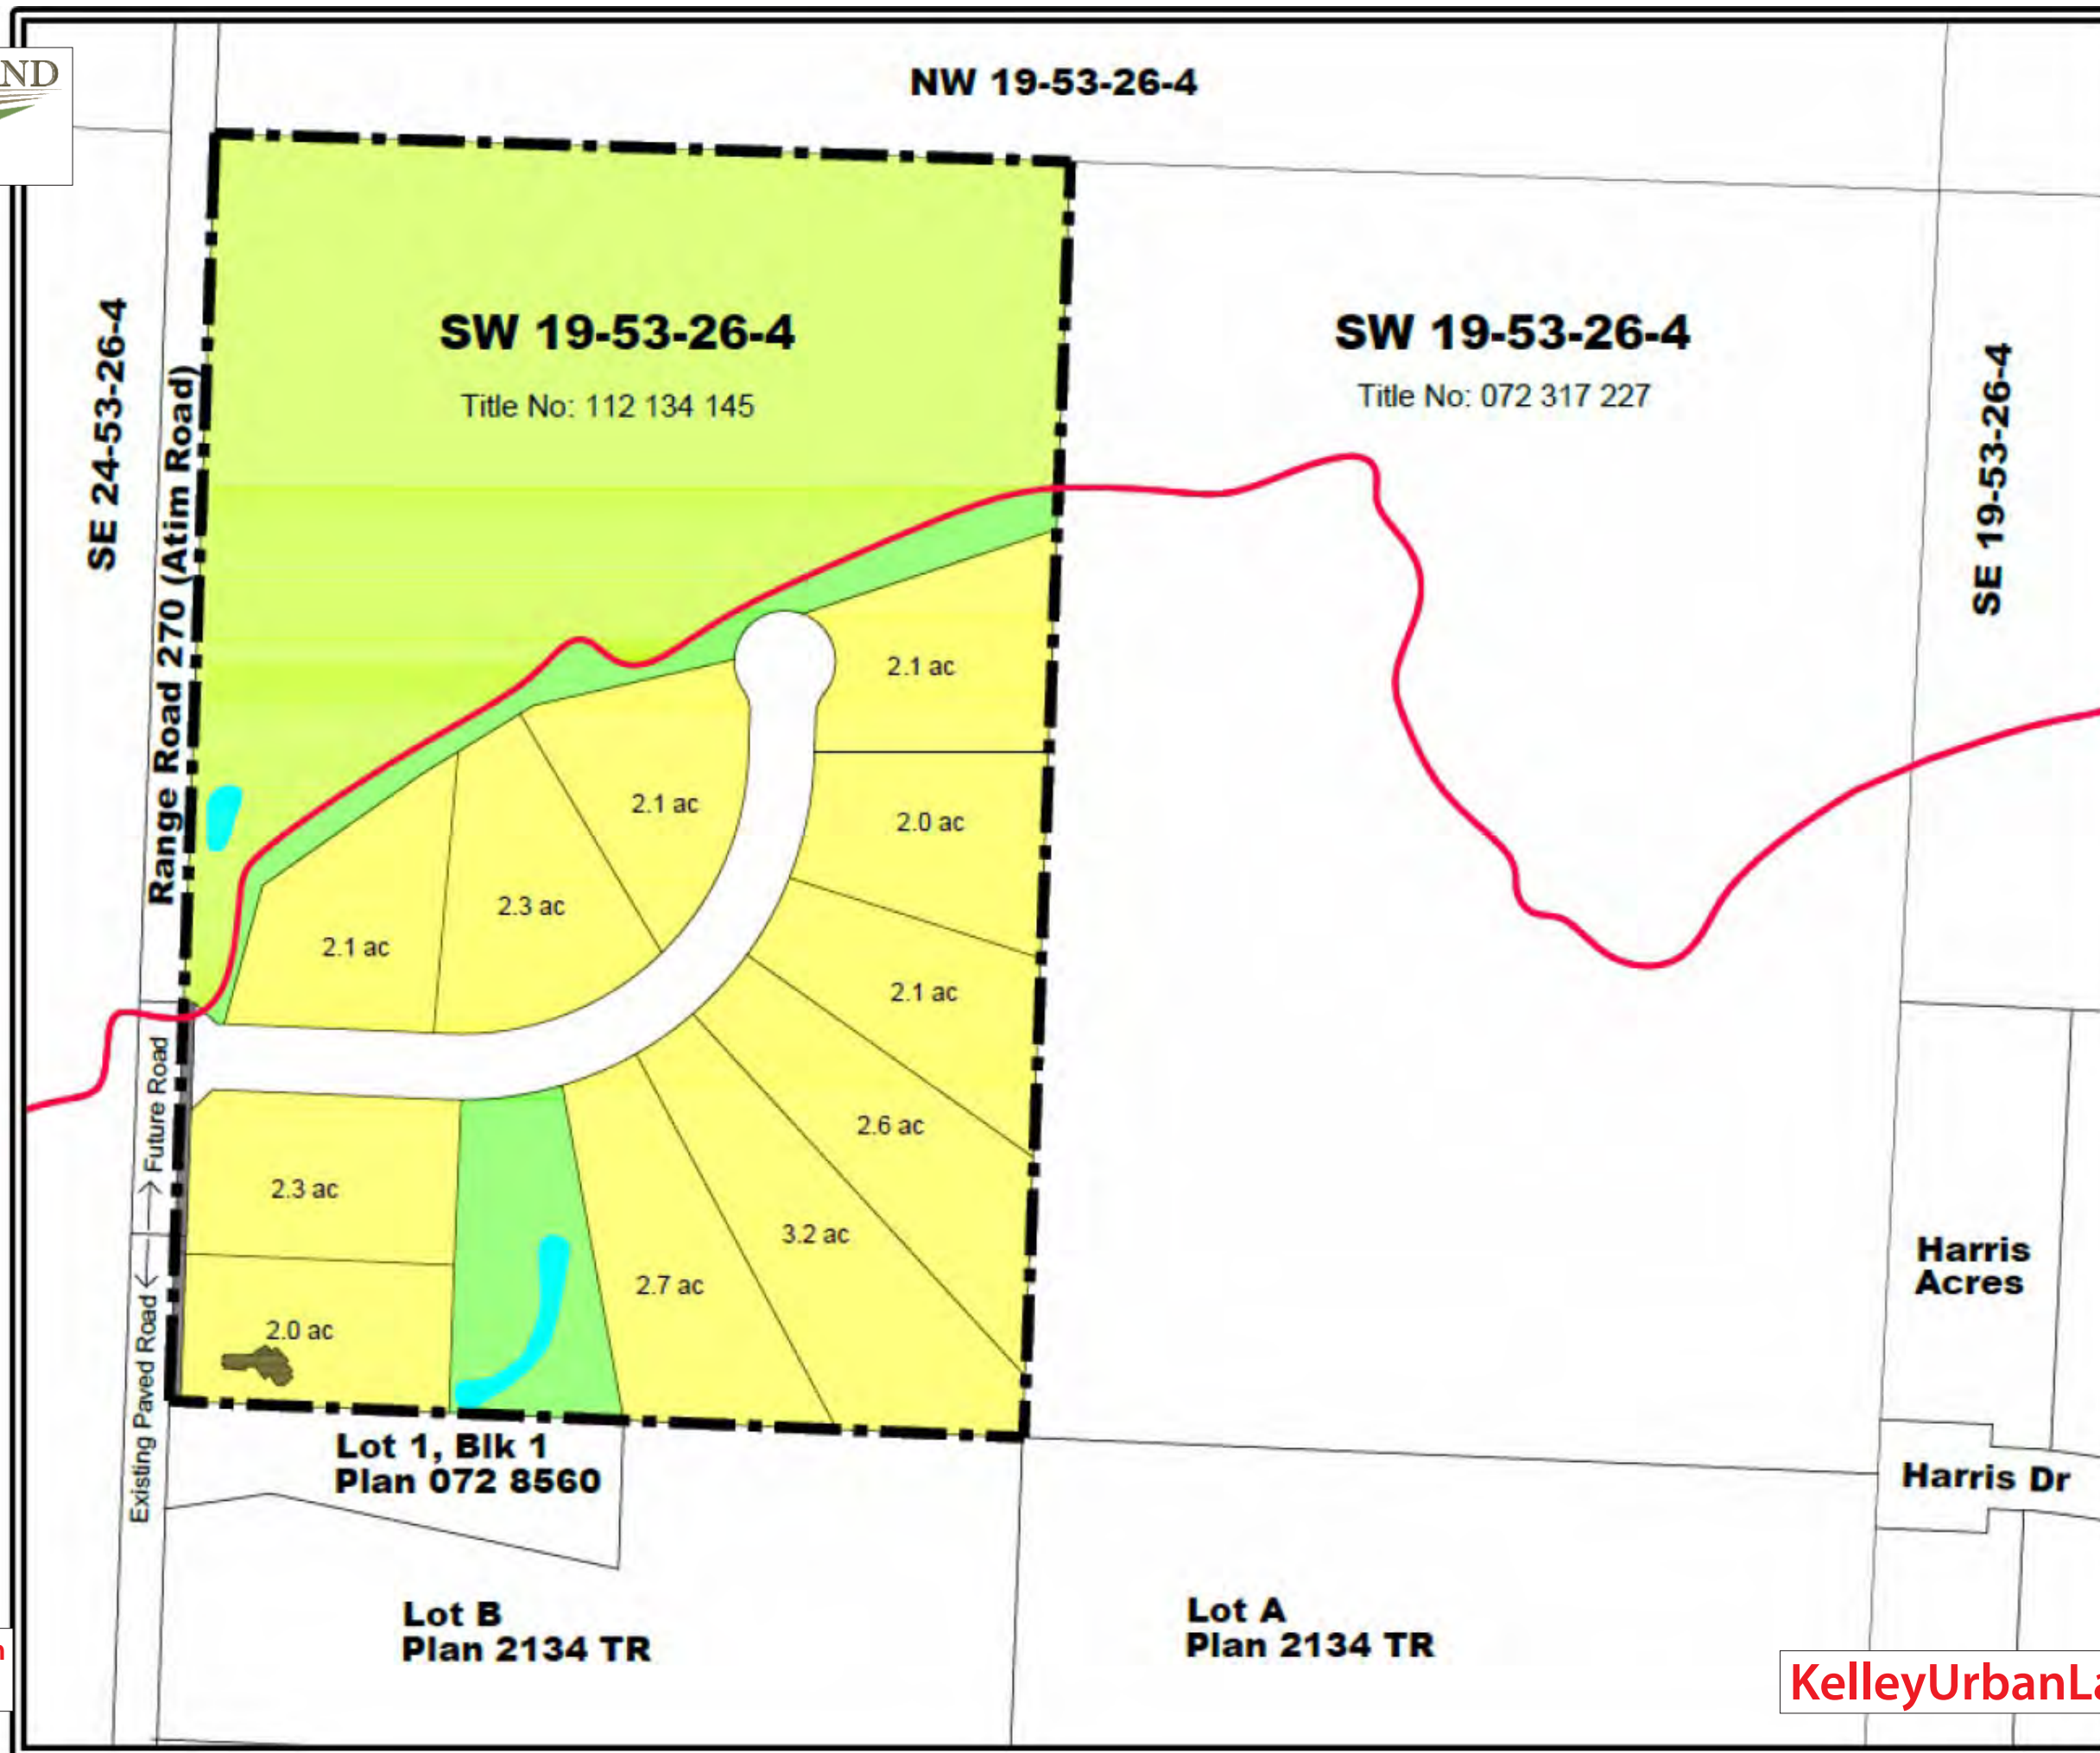 ND
NW 19-53-26-4
SW 19-53-26-4
Title No: 112 134 145
SW 19-53-26-4
Title No: 072 317 227
SE 24-53-26-4
Range Road 270 (Atim Road)
SE 19-53-26-4
2.1 ac
2.1 ac
2.0 ac
2.3 ac
2.1 ac
2.1 ac
2.6 ac
Future Road
2.3 ac
3.2 ac
2.7 ac
2.0 ac
Existing Paved Road
Harris
Acres
Lot 1, Blk 1
Plan 072 8560
Harris Dr
Lot B
Plan 2134 TR
Lot A
Plan 2134 TR
KelleyUrbanLa